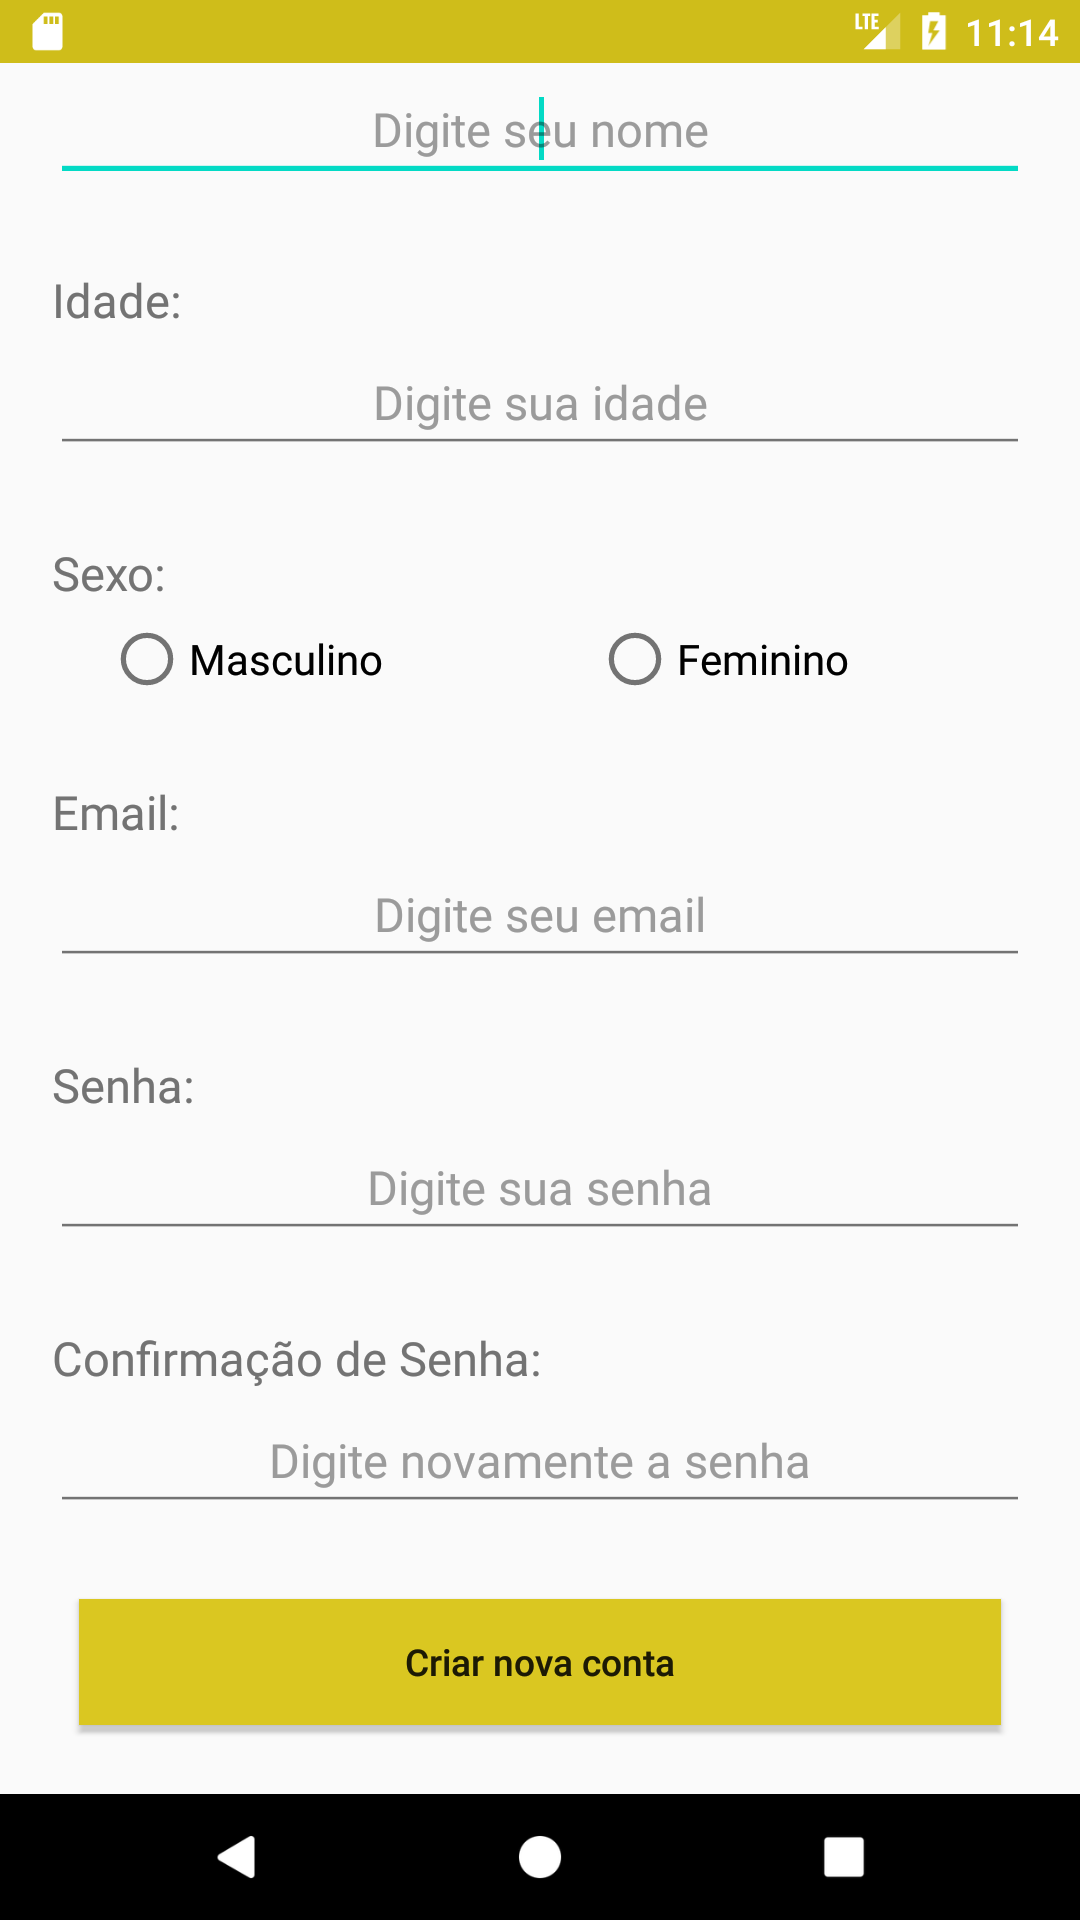 LTE 11:14
Digite seu nome
Idade:
Digite sua idade
Sexo:
Masculino Feminino
Email:
Digite seu email
Senha:
Digite sua senha
Confirmação de Senha:
Digite novamente a senha
Criar nova conta